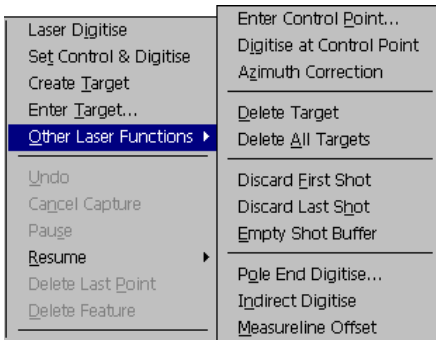 Laser Digitise
Set Control & Digitise
Create Target
Enter Target...
Other Laser Functions
Undo
Cancel Capture
Pause
Resume
Delete Last Point
Delete Feature
Enter Control Point...
Digitise at Control Point
Azimuth Correction
Delete Target
Delete All Targets
Discard First Shot
Discard Last Shot
Empty Shot Buffer
Pole End Digitise...
Indirect Digitise
Measureline Offset